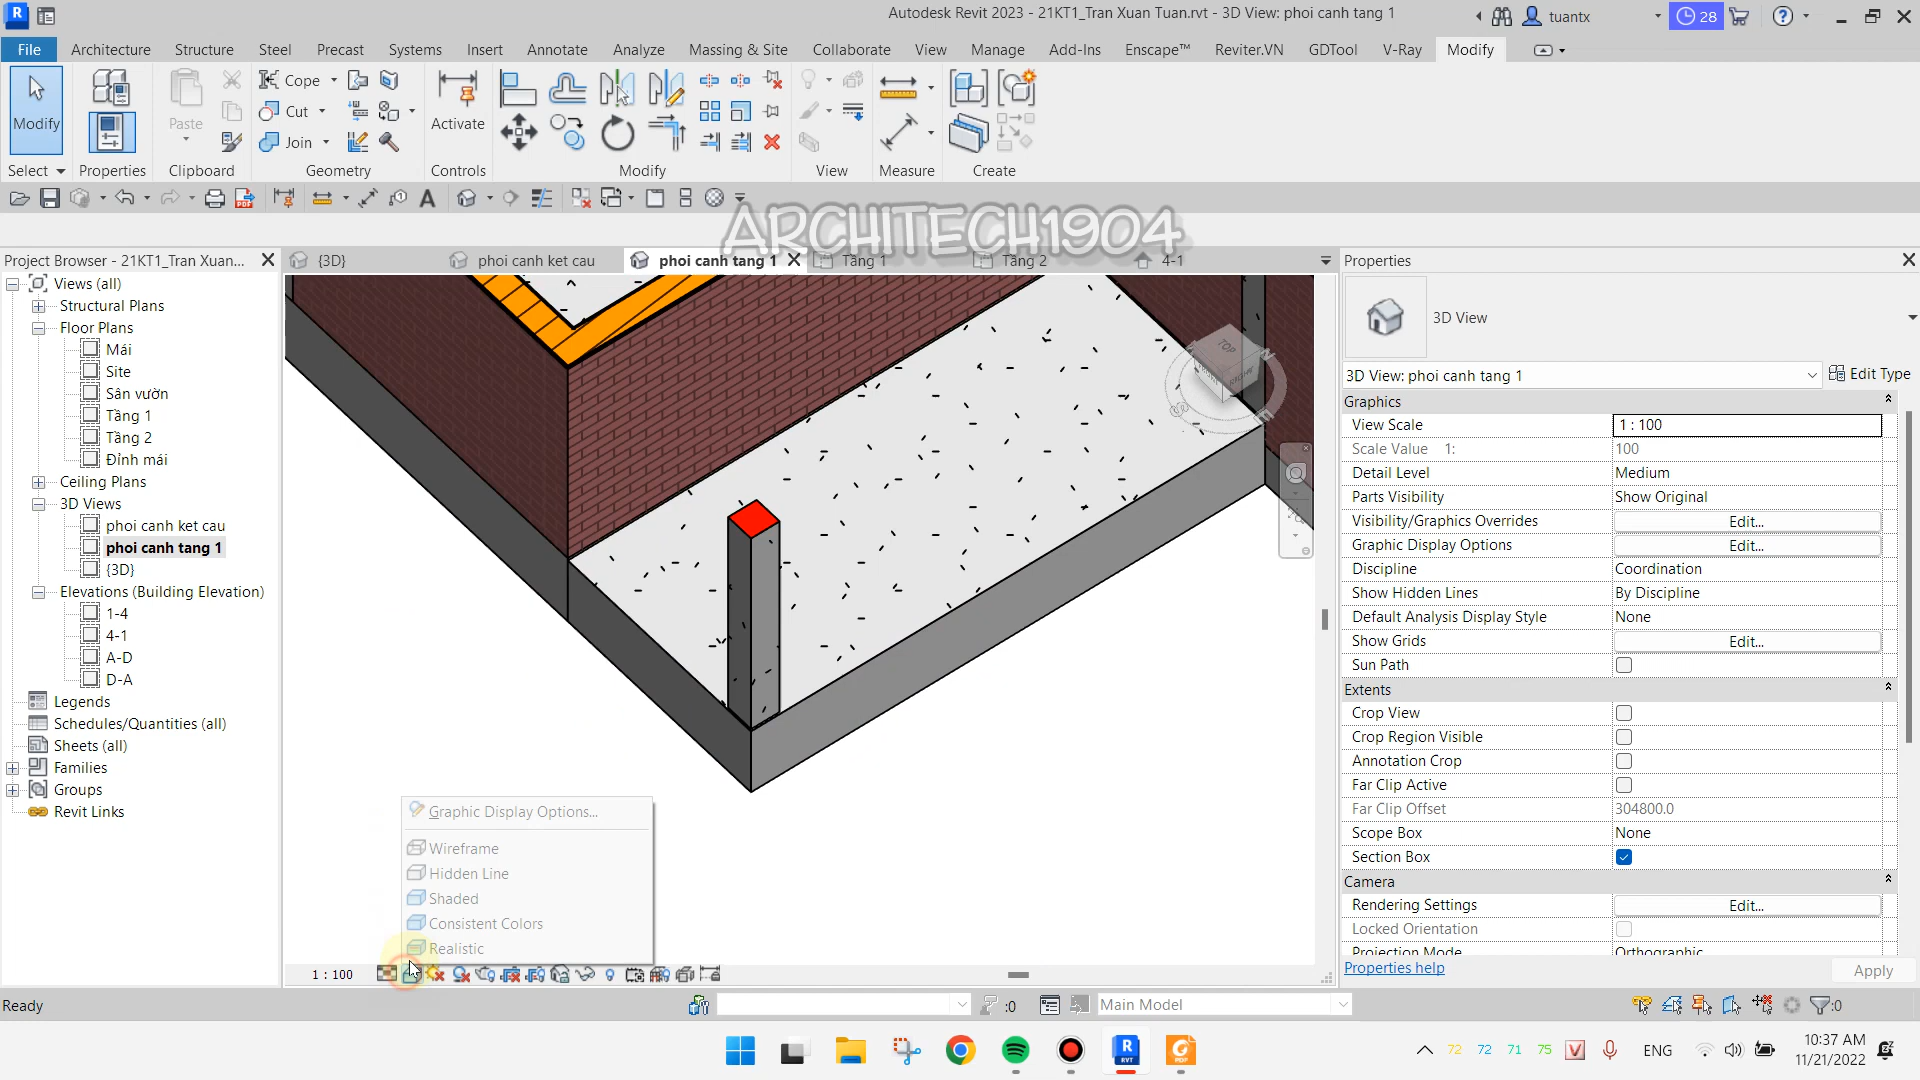 Autodesk Revit 2023 - 21KT1_Tran Xuan Tuan.rvt - 3D View: phoi canh tang 1
tuantx
28
File Architecture Structure Steel Precast Systems Insert Annotate Analyze Massing & Site Collaborate View Manage Add-Ins Enscape™ Reviter.VN GDTool V-Ray Modify
Modify
Paste
Cope
Cut
Join
Activate
Select Properties Clipboard Geometry Controls Modify View Measure Create
ARCHITECH1904
Project Browser - 21KT1_Tran Xuan...
{3D} phoi canh ket cau phoi canh tang 1 Tầng 1 Tầng 2 4-1
Views (all)
Structural Plans
Floor Plans
Mái
Site
Sân vườn
Tầng 1
Tầng 2
Đỉnh mái
Ceiling Plans
3D Views
phoi canh ket cau
phoi canh tang 1
{3D}
Elevations (Building Elevation)
1-4
4-1
A-D
D-A
Legends
Schedules/Quantities (all)
Sheets (all)
Families
Groups
Revit Links
TOP
RIGHT
Graphic Display Options...
Wireframe
Hidden Line
Shaded
Consistent Colors
Realistic
1 : 100
Properties
3D View
3D View: phoi canh tang 1 Edit Type
Graphics
View Scale 1 : 100
Scale Value 1: 100
Detail Level Medium
Parts Visibility Show Original
Visibility/Graphics Overrides Edit...
Graphic Display Options Edit...
Discipline Coordination
Show Hidden Lines By Discipline
Default Analysis Display Style None
Show Grids Edit...
Sun Path
Extents
Crop View
Crop Region Visible
Annotation Crop
Far Clip Active
Far Clip Offset 304800.0
Scope Box None
Section Box
Camera
Rendering Settings Edit...
Locked Orientation
Projection Mode Orthographic
Properties help Apply
Ready
:0
Main Model
:0
72 72 71 75
ENG
10:37 AM
11/21/2022